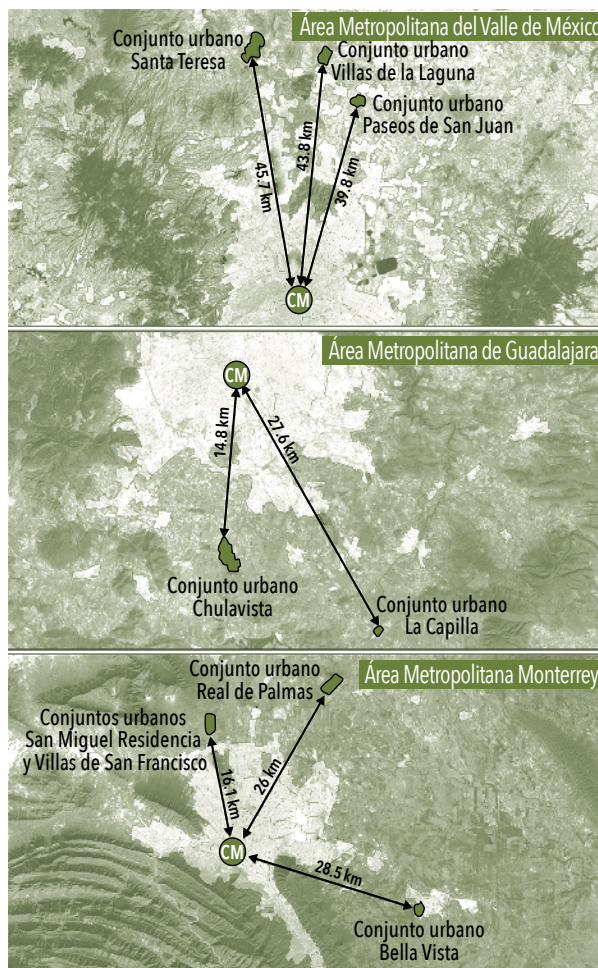 Área Metropolitana del Valle de México
Conjunto urbano
Santa Teresa
Conjunto urbano
Villas de la Laguna
Conjunto urbano
Paseos de San Juan
45.7 km
43.8 km
39.8 km
CM
Área Metropolitana de Guadalajara
CM
14.8 km
27.6 km
Conjunto urbano
Chulavista
Conjunto urbano
La Capilla
Área Metropolitana Monterrey
Conjunto urbano
Real de Palmas
Conjuntos urbanos
San Miguel Residencia
y Villas de San Francisco
16.1 km
26 km
CM
28.5 km
Conjunto urbano
Bella Vista